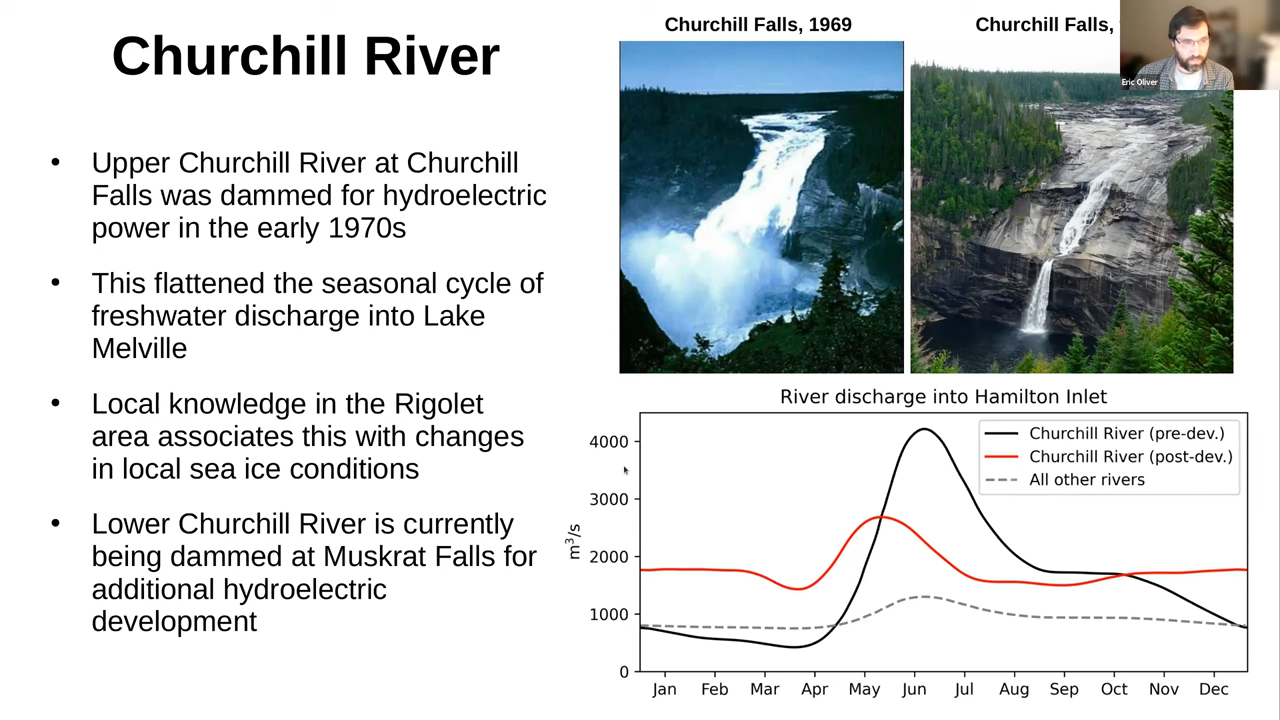 Churchill River
• Upper Churchill River at Churchill
Falls was dammed for hydroelectric
power in the early 1970s
• This flattened the seasonal cycle of
freshwater discharge into Lake
Melville
• Local knowledge in the Rigolet
area associates this with changes
in local sea ice conditions
• Lower Churchill River is currently
being dammed at Muskrat Falls for
additional hydroelectric
development
Churchill Falls, 1969
Churchill Falls,
Eric Oliver
River discharge into Hamilton Inlet
m³/s
4000
3000
2000
1000
0
Churchill River (pre-dev.)
Churchill River (post-dev.)
All other rivers
Jan Feb Mar Apr May Jun Jul Aug Sep Oct Nov Dec